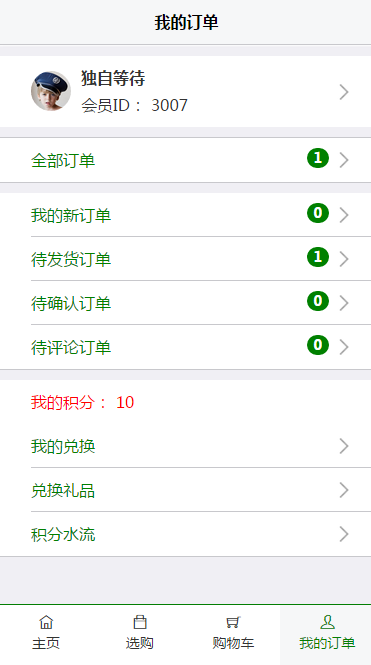 我的订单
独自等待
会员ID： 3007
全部订单 1
我的新订单 0
待发货订单 1
待确认订单 0
待评论订单 0
我的积分： 10
我的兑换
兑换礼品
积分水流
主页 选购 购物车 我的订单